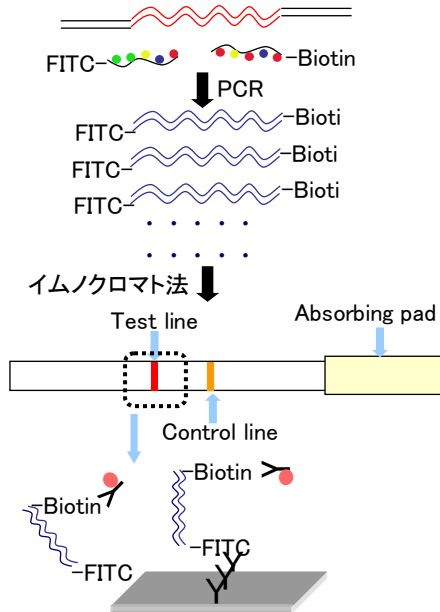 FITC
-Biotin
PCR
-Bioti
FITC-
-Bioti
FITC-
-Bioti
FITC-
イムノクロマト法
Test line
Absorbing pad
Control line
-Biotin
-Biotin
-FITC
-FITC